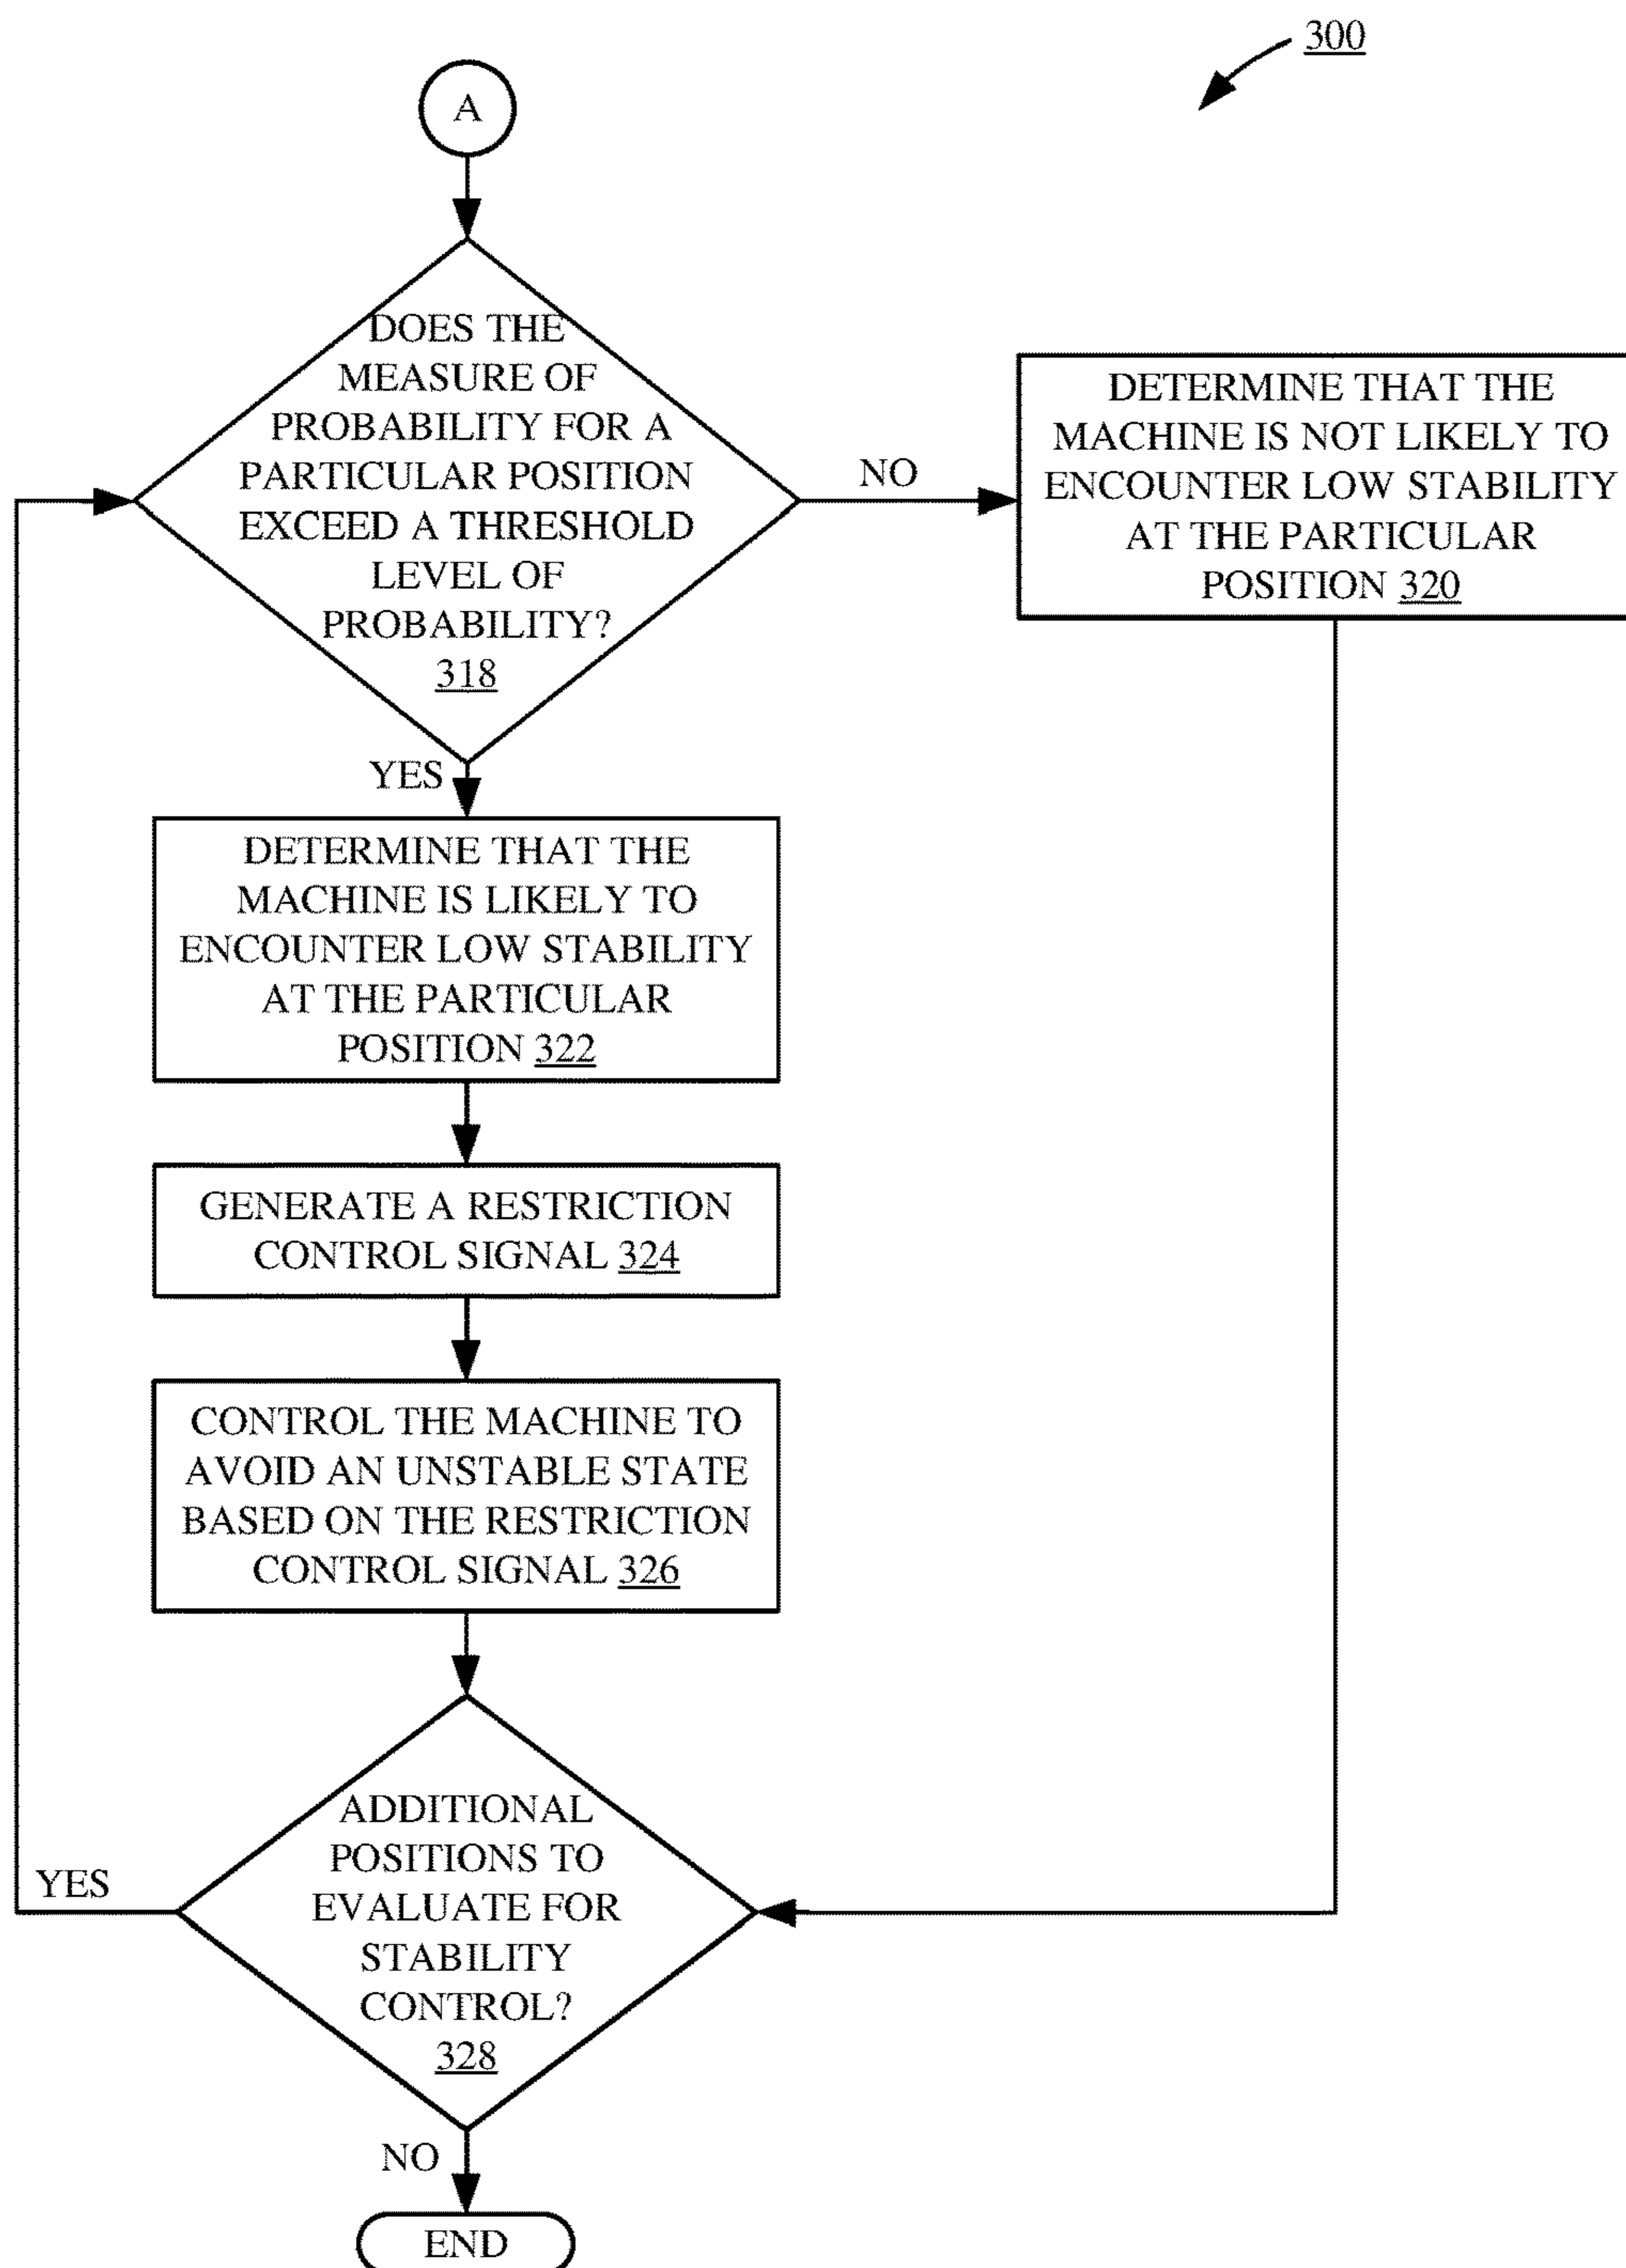 300
A
DOES THE
MEASURE OF
PROBABILITY FOR A
PARTICULAR POSITION
EXCEED A THRESHOLD
LEVEL OF
PROBABILITY?
318
NO
DETERMINE THAT THE
MACHINE IS NOT LIKELY TO
ENCOUNTER LOW STABILITY
AT THE PARTICULAR
POSITION 320
YES
DETERMINE THAT THE
MACHINE IS LIKELY TO
ENCOUNTER LOW STABILITY
AT THE PARTICULAR
POSITION 322
GENERATE A RESTRICTION
CONTROL SIGNAL 324
CONTROL THE MACHINE TO
AVOID AN UNSTABLE STATE
BASED ON THE RESTRICTION
CONTROL SIGNAL 326
ADDITIONAL
POSITIONS TO
EVALUATE FOR
STABILITY
CONTROL?
328
YES
NO
END